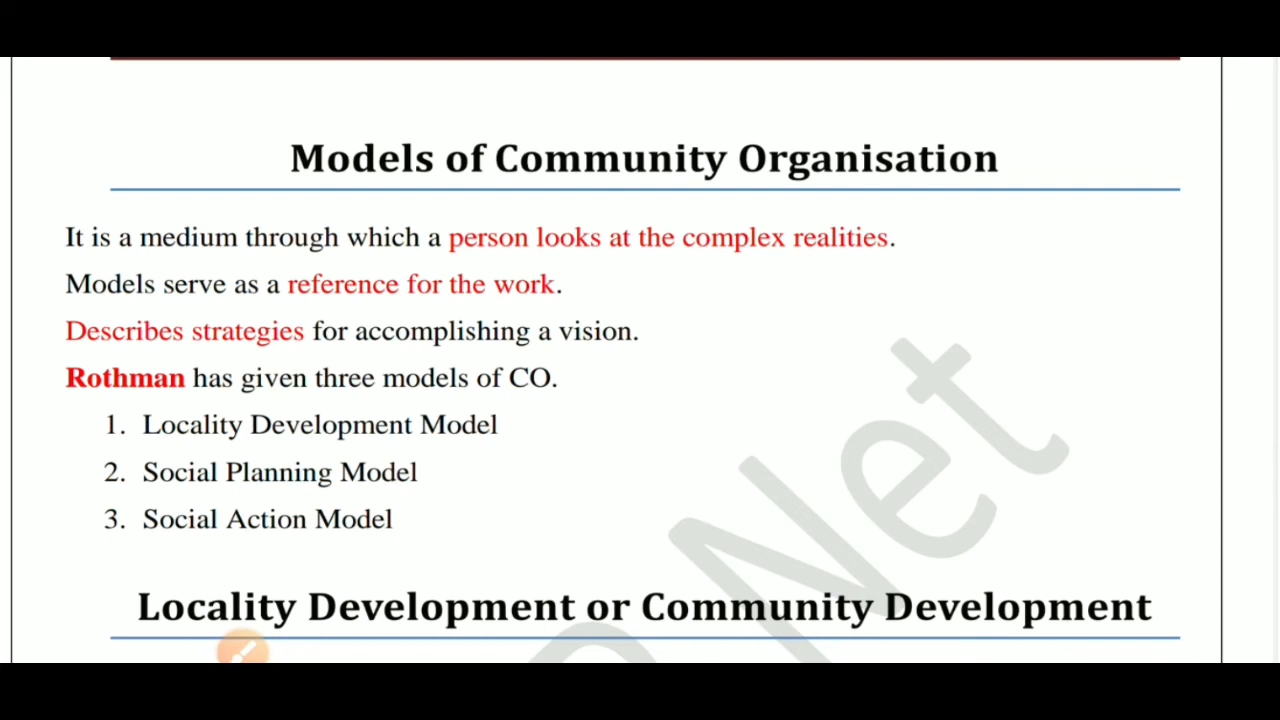 Models of Community Organisation
It is a medium through which a person looks at the complex realities.
Models serve as a reference for the work.
Describes strategies for accomplishing a vision.
Rothman has given three models of CO.
1. Locality Development Model
2. Social Planning Model
3. Social Action Model
Locality Development or Community Development
Net